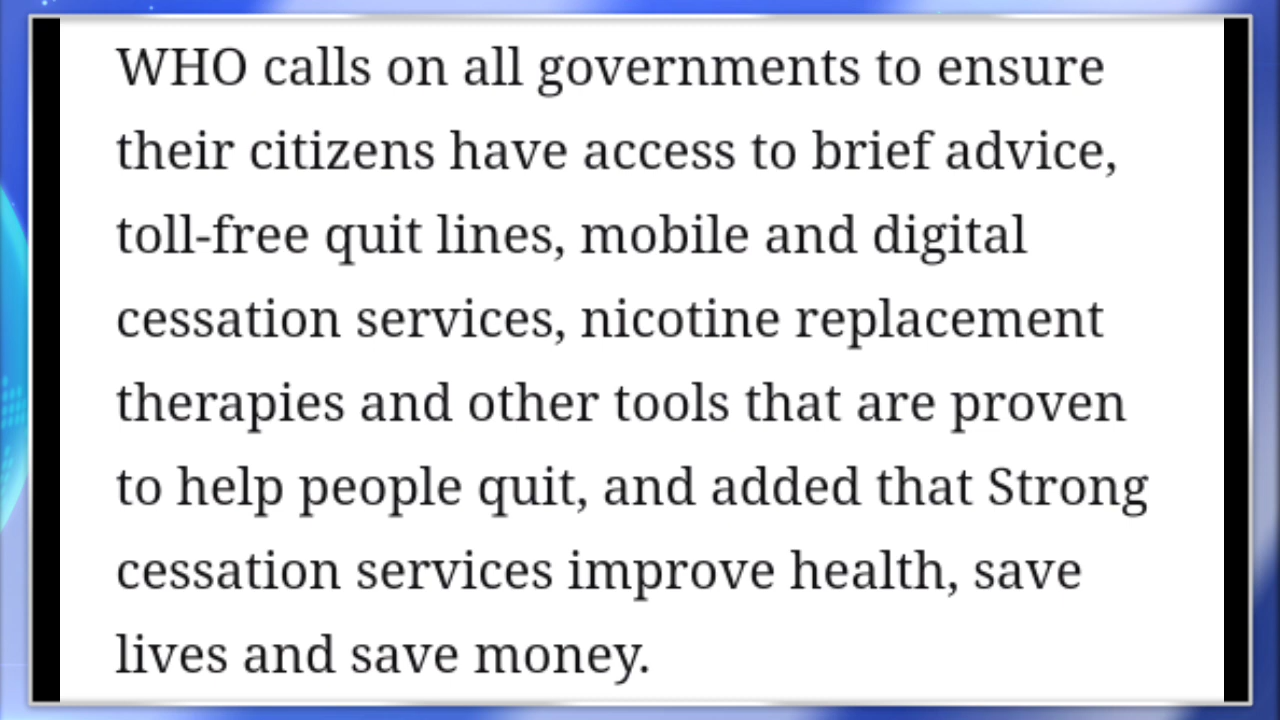 WHO calls on all governments to ensure
their citizens have access to brief advice,
toll-free quit lines, mobile and digital
cessation services, nicotine replacement
therapies and other tools that are proven
to help people quit, and added that Strong
cessation services improve health, save
lives and save money.